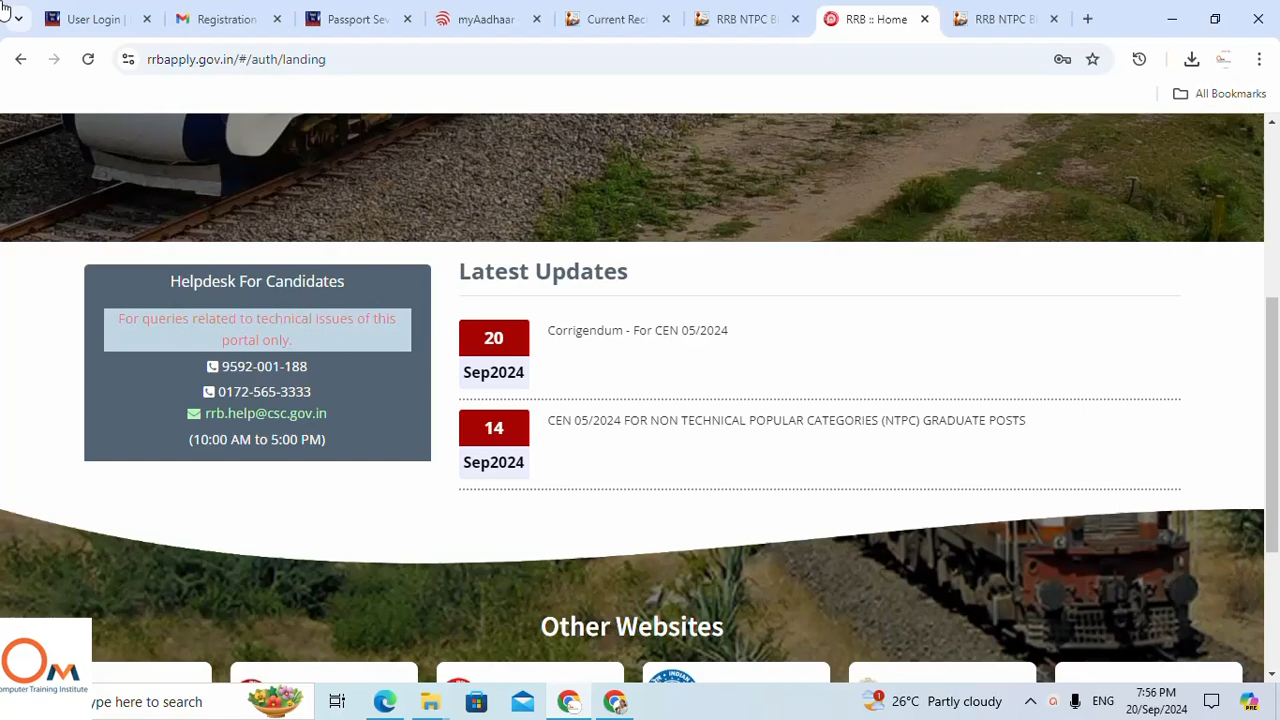 User Login
Registration
Passport Sev
myAadhaar
Current Rec
RRB NTPC B
RRB :: Home
RRB NTPC B
rrbapply.gov.in/#/auth/landing
All Bookmarks
Helpdesk For Candidates
For queries related to technical issues of this
portal only.
9592-001-188
0172-565-3333
rrb.help@csc.gov.in
(10:00 AM to 5:00 PM)
Latest Updates
20
Sep2024
Corrigendum - For CEN 05/2024
14
Sep2024
CEN 05/2024 FOR NON TECHNICAL POPULAR CATEGORIES (NTPC) GRADUATE POSTS
Other Websites
OM
Computer Training Institute
ype here to search
26°C Partly cloudy
ENG
7:56 PM
20/Sep/2024